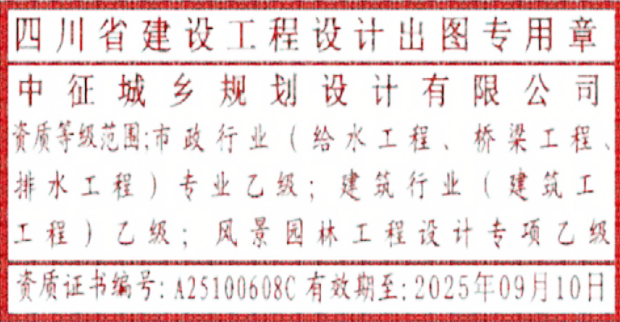 四川省建设工程设计出图专用章
中征城乡规划设计有限公司
资质等级范围:市政行业(给水工程、桥梁工程、
排水工程)专业乙级;建筑行业(建筑工
工程)乙级;风景园林工程设计专项乙级
资质证书编号:A25100608C 有效期至:2025年09月10日